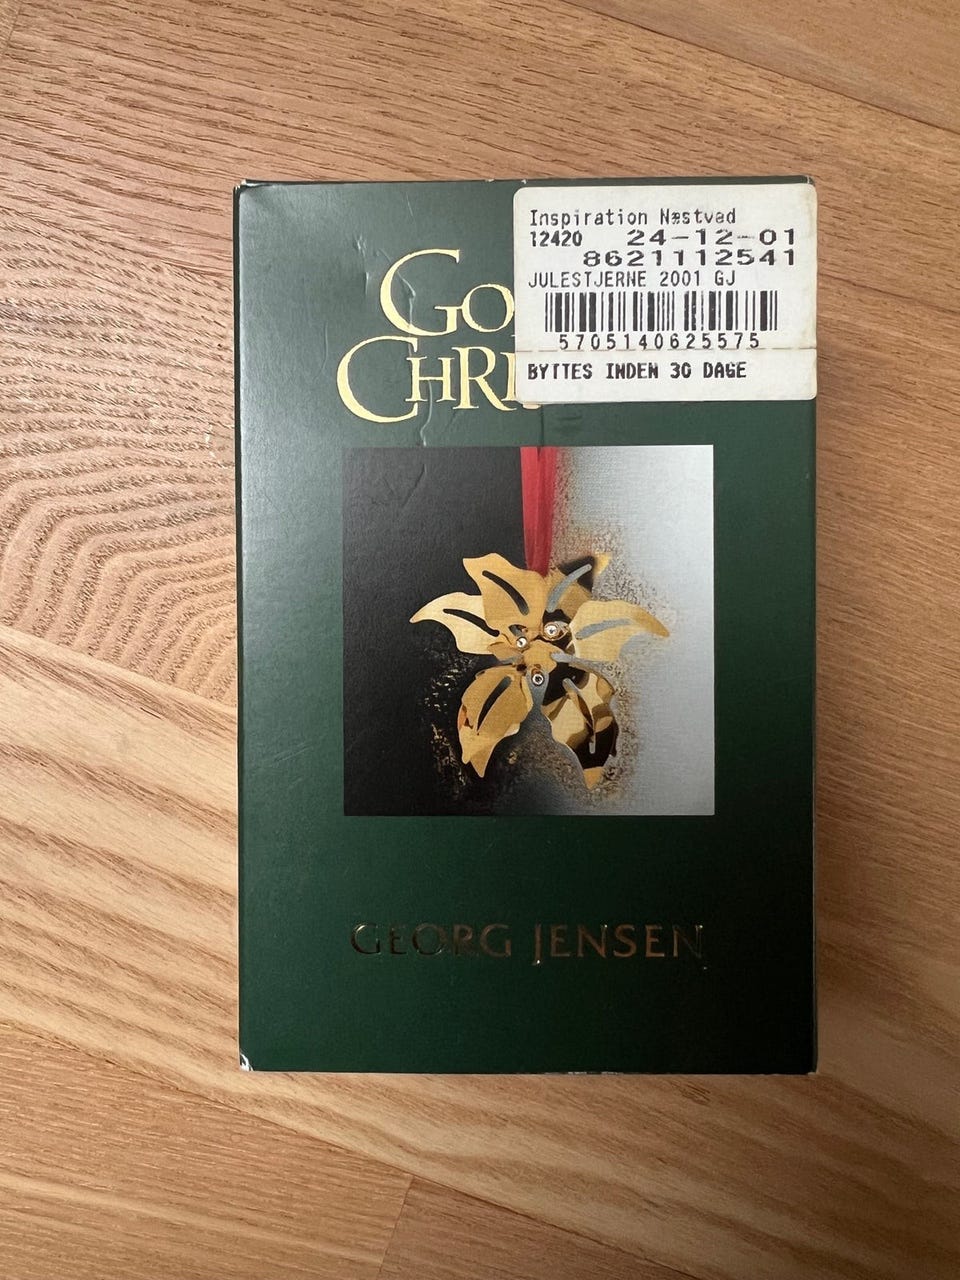 Inspiration Næstved
12420 24-12-01
8621112541
JULESTJERNE 2001 GJ
5705140625575
BYTTES INDEN 30 DAGE
GO
CHRI
GEORG JENSEN